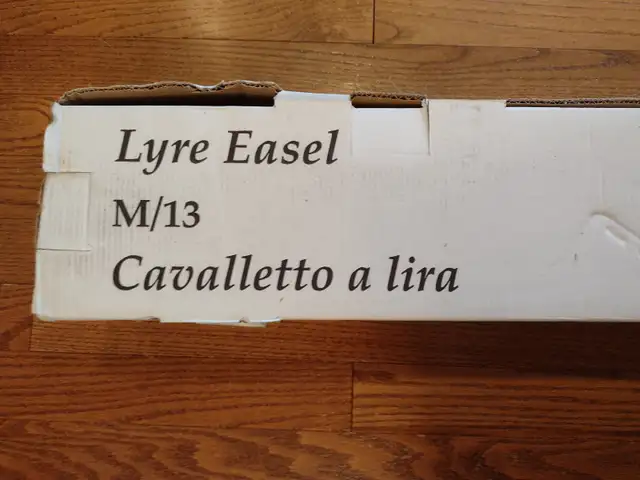 Lyre Easel
M/13
Cavalletto a lira